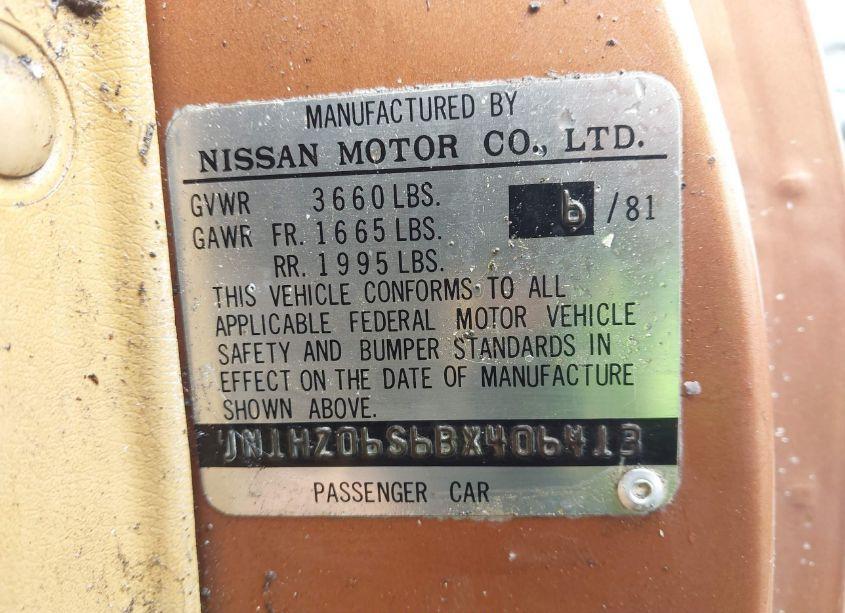 MANUFACTURED BY
NISSAN MOTOR CO., LTD.
GVWR 3660 LBS. 6 /81
GAWR FR. 1665 LBS.
RR. 1995 LBS.
THIS VEHICLE CONFORMS TO ALL
APPLICABLE FEDERAL MOTOR VEHICLE
SAFETY AND BUMPER STANDARDS IN
EFFECT ON THE DATE OF MANUFACTURE
SHOWN ABOVE.
JN1HZ06S6BX406413
PASSENGER CAR